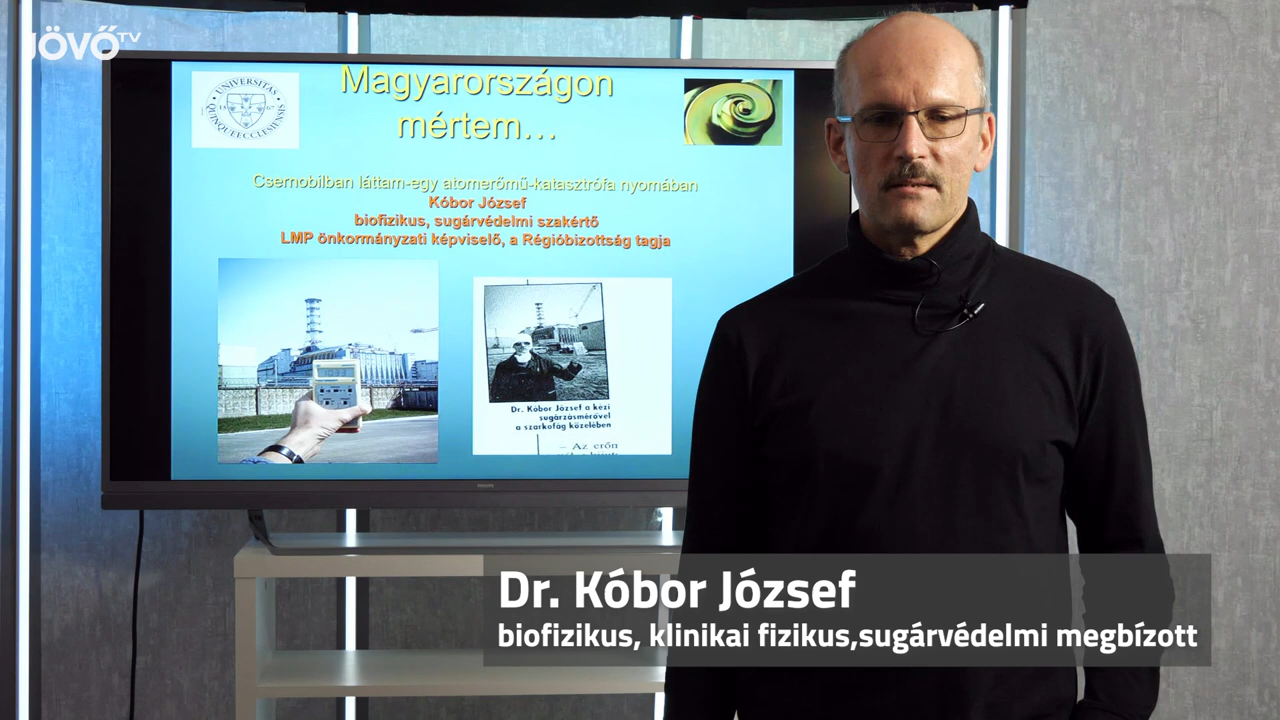 JÖVŐ TV
UNIVERSITAS QUINQUEECCLESIENSIS
Magyarországon
mértem...
Csernobilban láttam-egy atomerőmű-katasztrófa nyomában
Kóbor József
biofizikus, sugárvédelmi szakértő
LMP önkormányzati képviselő, a Régióbizottság tagja
Dr. Kóbor József a kézi
sugárzásmérővel
a szarkofág közelében
– Az erőn
PHILIPS
Dr. Kóbor József
biofizikus, klinikai fizikus,sugárvédelmi megbízott